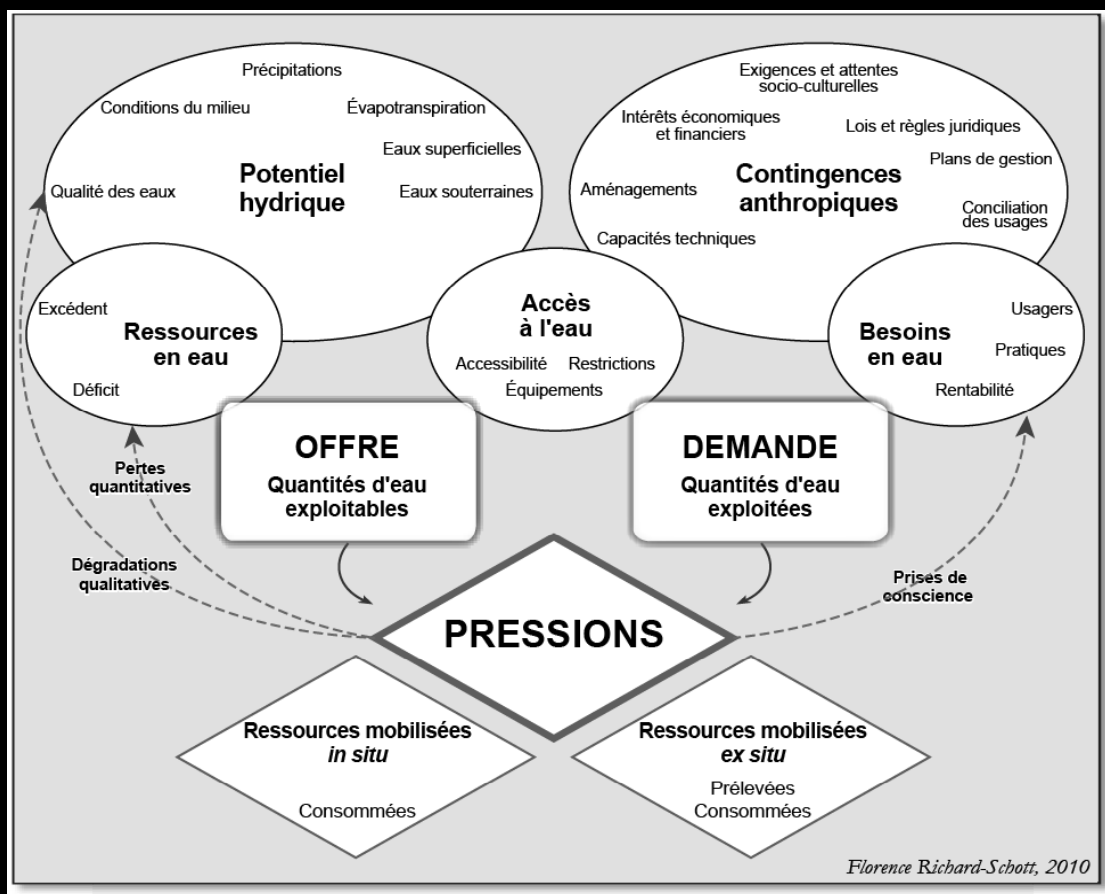 Précipitations
Conditions du milieu
Évapotranspiration
Eaux superficielles
Potentiel
hydrique
Qualité des eaux
Eaux souterraines
Exigences et attentes
socio-culturelles
Intérêts économiques
et financiers
Lois et règles juridiques
Plans de gestion
Contingences
anthropiques
Aménagements
Conciliation
des usages
Capacités techniques
Excédent
Ressources
en eau
Déficit
Accès
à l'eau
Accessibilité
Restrictions
Équipements
Usagers
Besoins
en eau
Pratiques
Rentabilité
OFFRE
Quantités d'eau
exploitables
DEMANDE
Quantités d'eau
exploitées
Pertes
quantitatives
Dégradations
qualitatives
Prises de
conscience
PRESSIONS
Ressources mobilisées
in situ
Consommées
Ressources mobilisées
ex situ
Prélevées
Consommées
Florence Richard-Schott, 2010